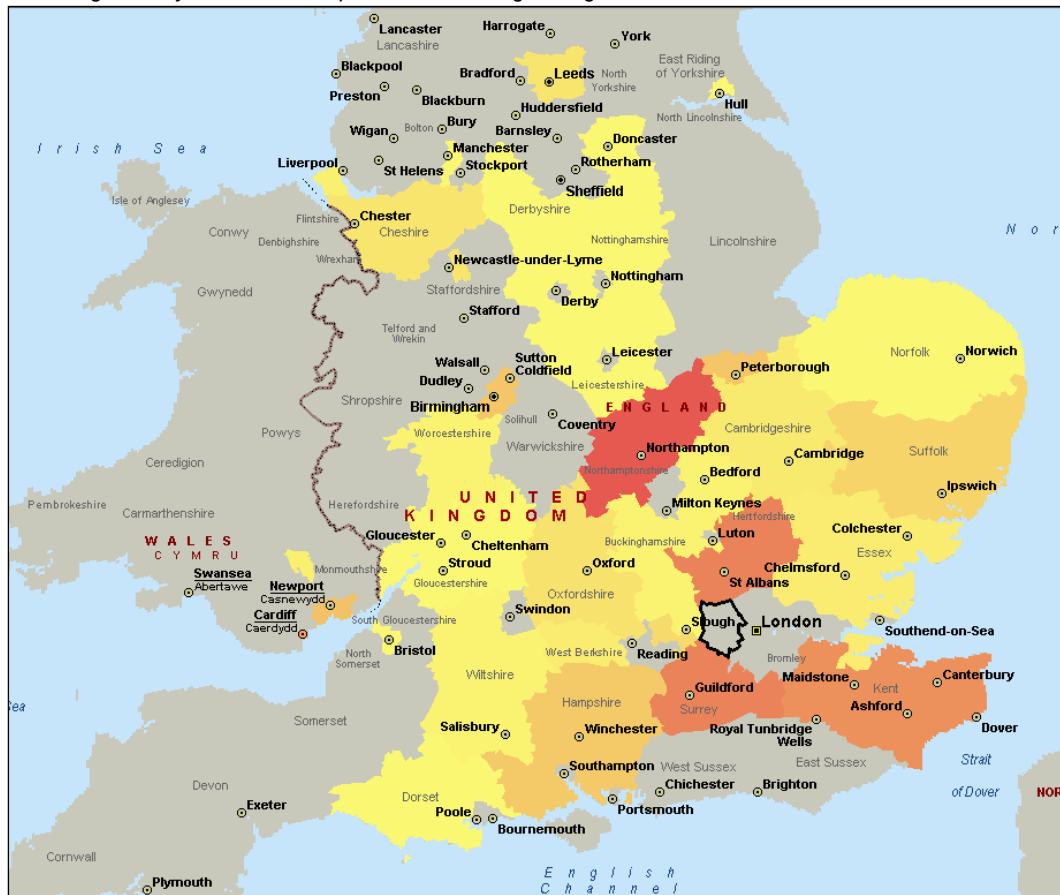 Lancaster
Lancashire
Harrogate
York
East Riding
of Yorkshire
Blackpool
Bradford
Leeds
North
Yorkshire
Preston
Blackburn
Hull
Huddersfield
North Lincolnshire
Bury
Bolton
Wigan
Barnsley
Doncaster
Irish Sea
Manchester
Liverpool
St Helens
Stockport
Rotherham
Sheffield
Isle of Anglesey
Derbyshire
Flintshire
Chester
Cheshire
Conwy
Denbighshire
Nottinghamshire
Lincolnshire
N o r
Wrexham
Newcastle-under-Lyme
Nottingham
Gwynedd
Staffordshire
Derby
Stafford
Telford and
Wrekin
Norfolk
Norwich
Walsall
Sutton
Coldfield
Leicester
Peterborough
Dudley
Leicestershire
Shropshire
Birmingham
ENGLAND
Solihull
Coventry
Powys
Worcestershire
Warwickshire
Cambridgeshire
Northampton
Cambridge
Suffolk
Ceredigion
Northamptonshire
Bedford
Pembrokeshire
Herefordshire
UNITED
KINGDOM
Milton Keynes
Ipswich
Carmarthenshire
Hertfordshire
Colchester
WALES
CYMRU
Gloucester
Cheltenham
Buckinghamshire
Luton
Essex
Swansea
Abertawe
Monmouthshire
Stroud
Gloucestershire
Oxford
Chelmsford
St Albans
Newport
Casnewydd
Oxfordshire
Cardiff
Caerdydd
South Gloucestershire
Swindon
Slough
London
Southend-on-Sea
Bristol
North
Somerset
West Berkshire
Reading
Bromley
Wiltshire
Maidstone
Kent
Canterbury
Sea
Guildford
Surrey
Hampshire
Ashford
Dover
Somerset
Salisbury
Winchester
Royal Tunbridge
Wells
Southampton
West Sussex
East Sussex
Strait
of Dover
Devon
Dorset
Chichester
Brighton
NOR
Exeter
Poole
Portsmouth
Bournemouth
Cornwall
Plymouth
English
Channel